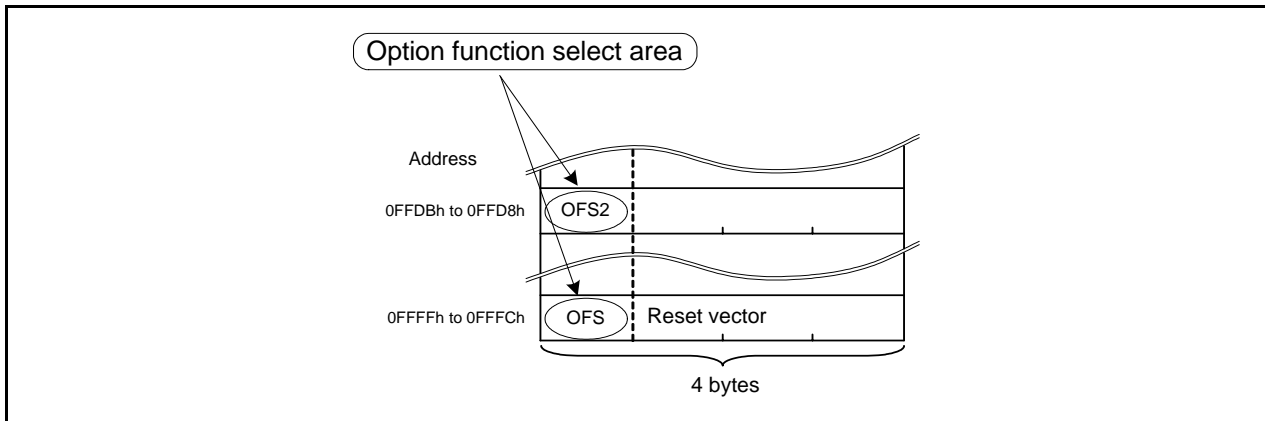 Option function select area
Address
0FFDBh to 0FFD8h
OFS2
0FFFFh to 0FFFCh
OFS
Reset vector
4 bytes